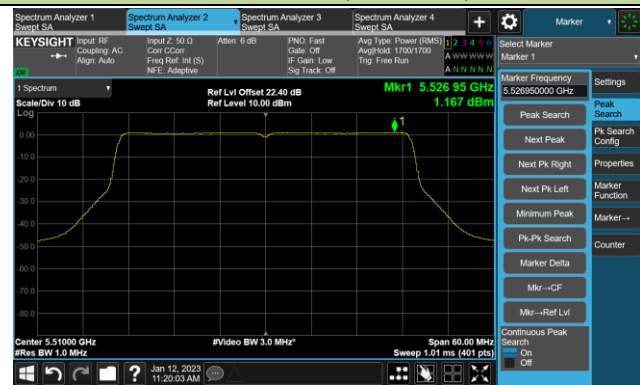 Spectrum Analyzer 1
Swept SA
Spectrum Analyzer 2
Swept SA
Spectrum Analyzer 3
Swept SA
Spectrum Analyzer 4
Swept SA
+
Marker
KEYSIGHT
Input: RF
Coupling: AC
Align: Auto
Input Z: 50 Ω
Corr CCorr
Freq Ref: Int (S)
NFE: Adaptive
Atten: 6 dB
PNO: Fast
Gate: Off
IF Gain: Low
Sig Track: Off
Avg Type: Power (RMS)
Avg|Hold: 1700/1700
Trig: Free Run
1 2 3 4 5 6
A W W W W W
A N N N N N
LXI
Select Marker
Marker 1
1 Spectrum
Scale/Div 10 dB
Log
Ref Lvl Offset 22.40 dB
Ref Level 10.00 dBm
Mkr1 5.526 95 GHz
1.167 dBm
1
0.00
-10.0
-20.0
-30.0
-40.0
-50.0
-60.0
-70.0
-80.0
Center 5.51000 GHz
#Res BW 1.0 MHz
#Video BW 3.0 MHz*
Span 60.00 MHz
Sweep 1.01 ms (401 pts)
Marker Frequency
5.526950000 GHz
Peak Search
Next Peak
Next Pk Right
Next Pk Left
Minimum Peak
Pk-Pk Search
Marker Delta
Mkr→CF
Mkr→Ref Lvl
Continuous Peak
Search
On
Off
Settings
Peak
Search
Pk Search
Config
Properties
Marker
Function
Marker→
Counter
?
Jan 12, 2023
11:20:03 AM